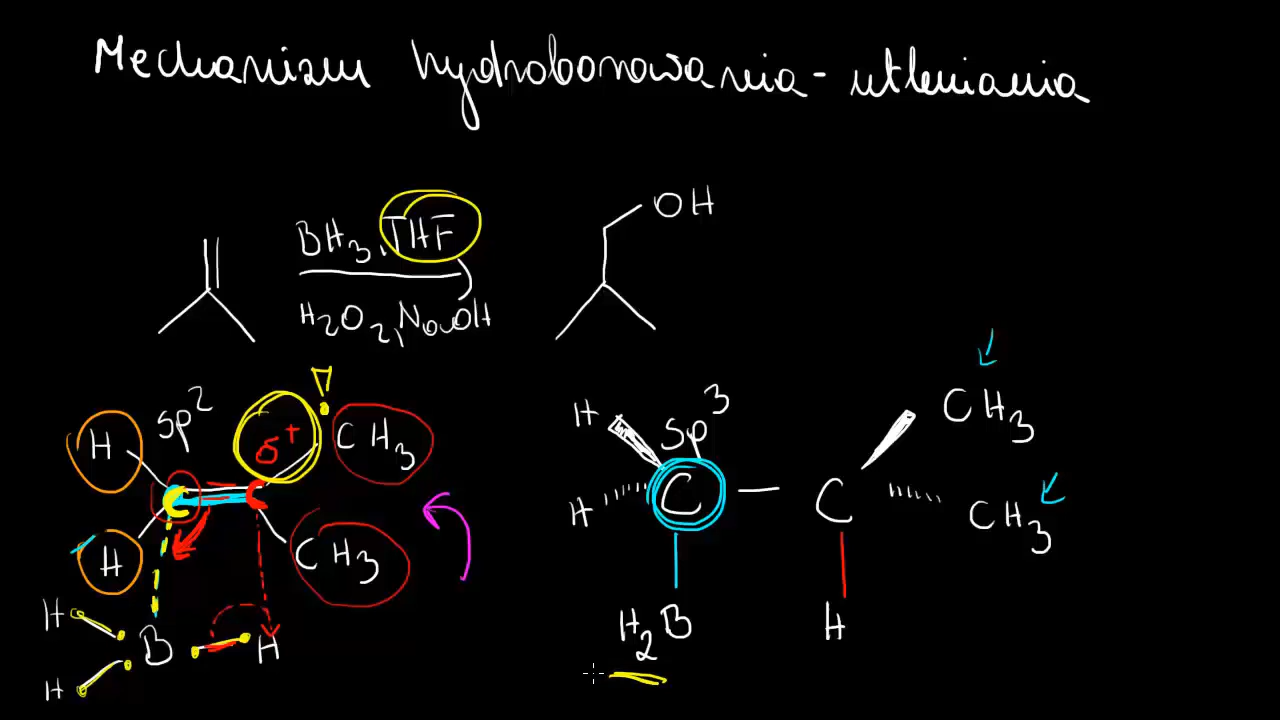 Mechanizm hydroborowania-utleniania
BH3.THF
H2O2, NaOH
OH
sp2
H
δ+
!
CH3
C
C
H
CH3
H
B
H
H
H
sp3
CH3
H
C
C
CH3
H2B
H